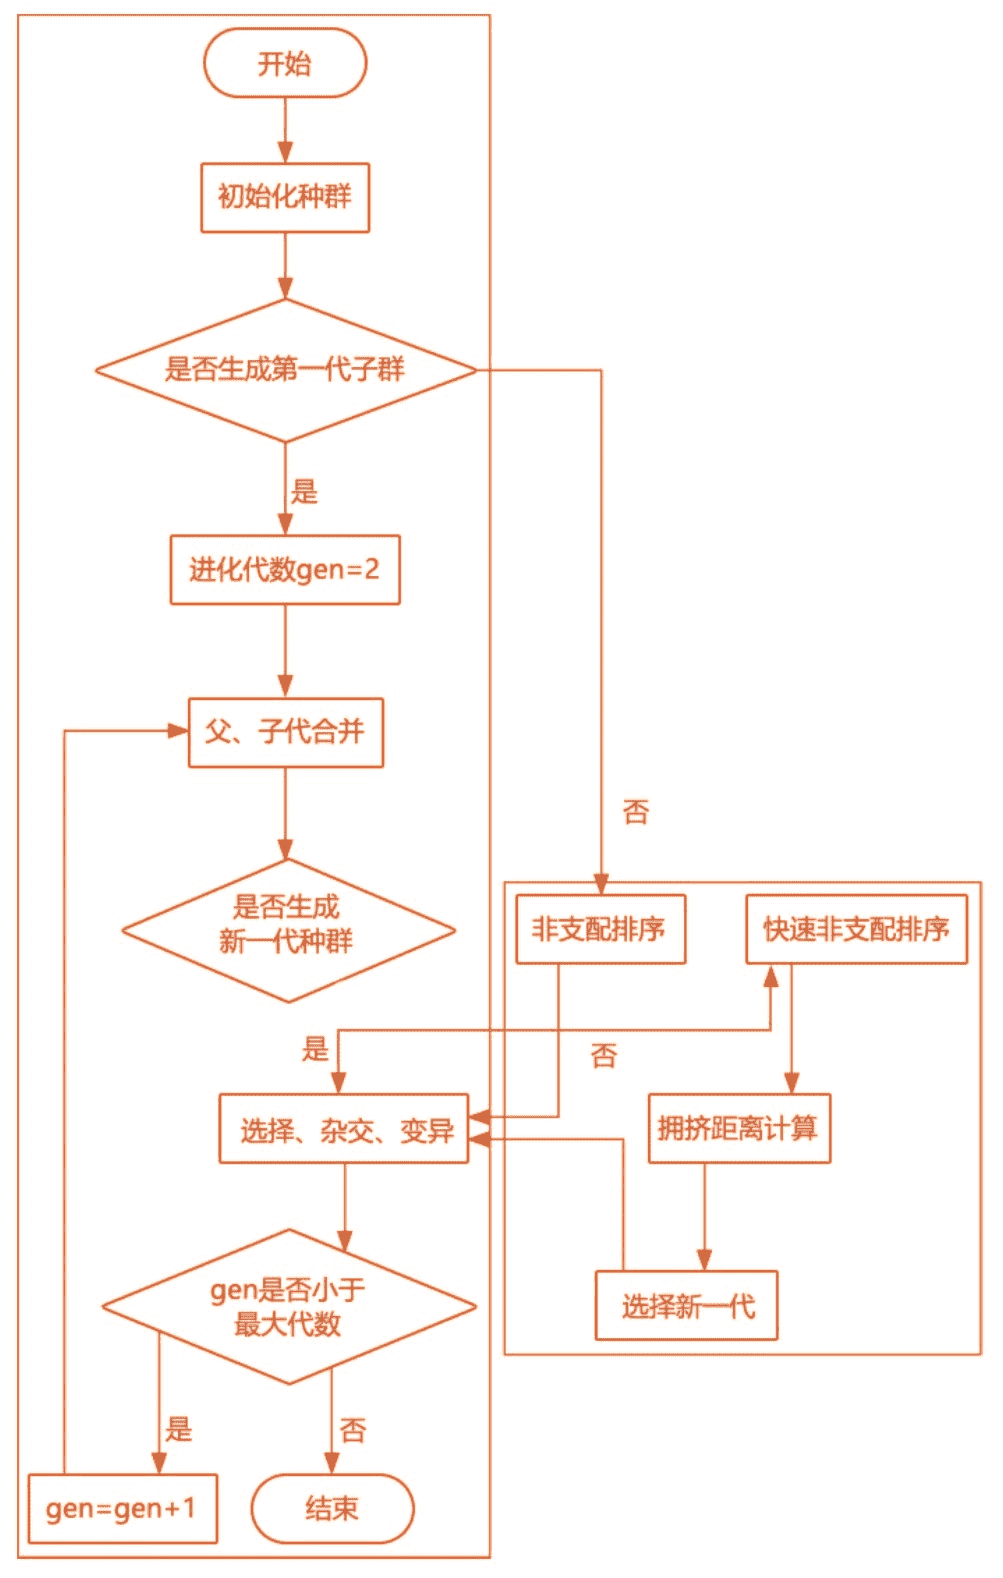 开始
初始化种群
是否生成第一代子群
是
进化代数gen=2
父、子代合并
否
是否生成
新一代种群
非支配排序
快速非支配排序
是
否
选择、杂交、变异
拥挤距离计算
gen是否小于
最大代数
选择新一代
是
否
gen=gen+1
结束